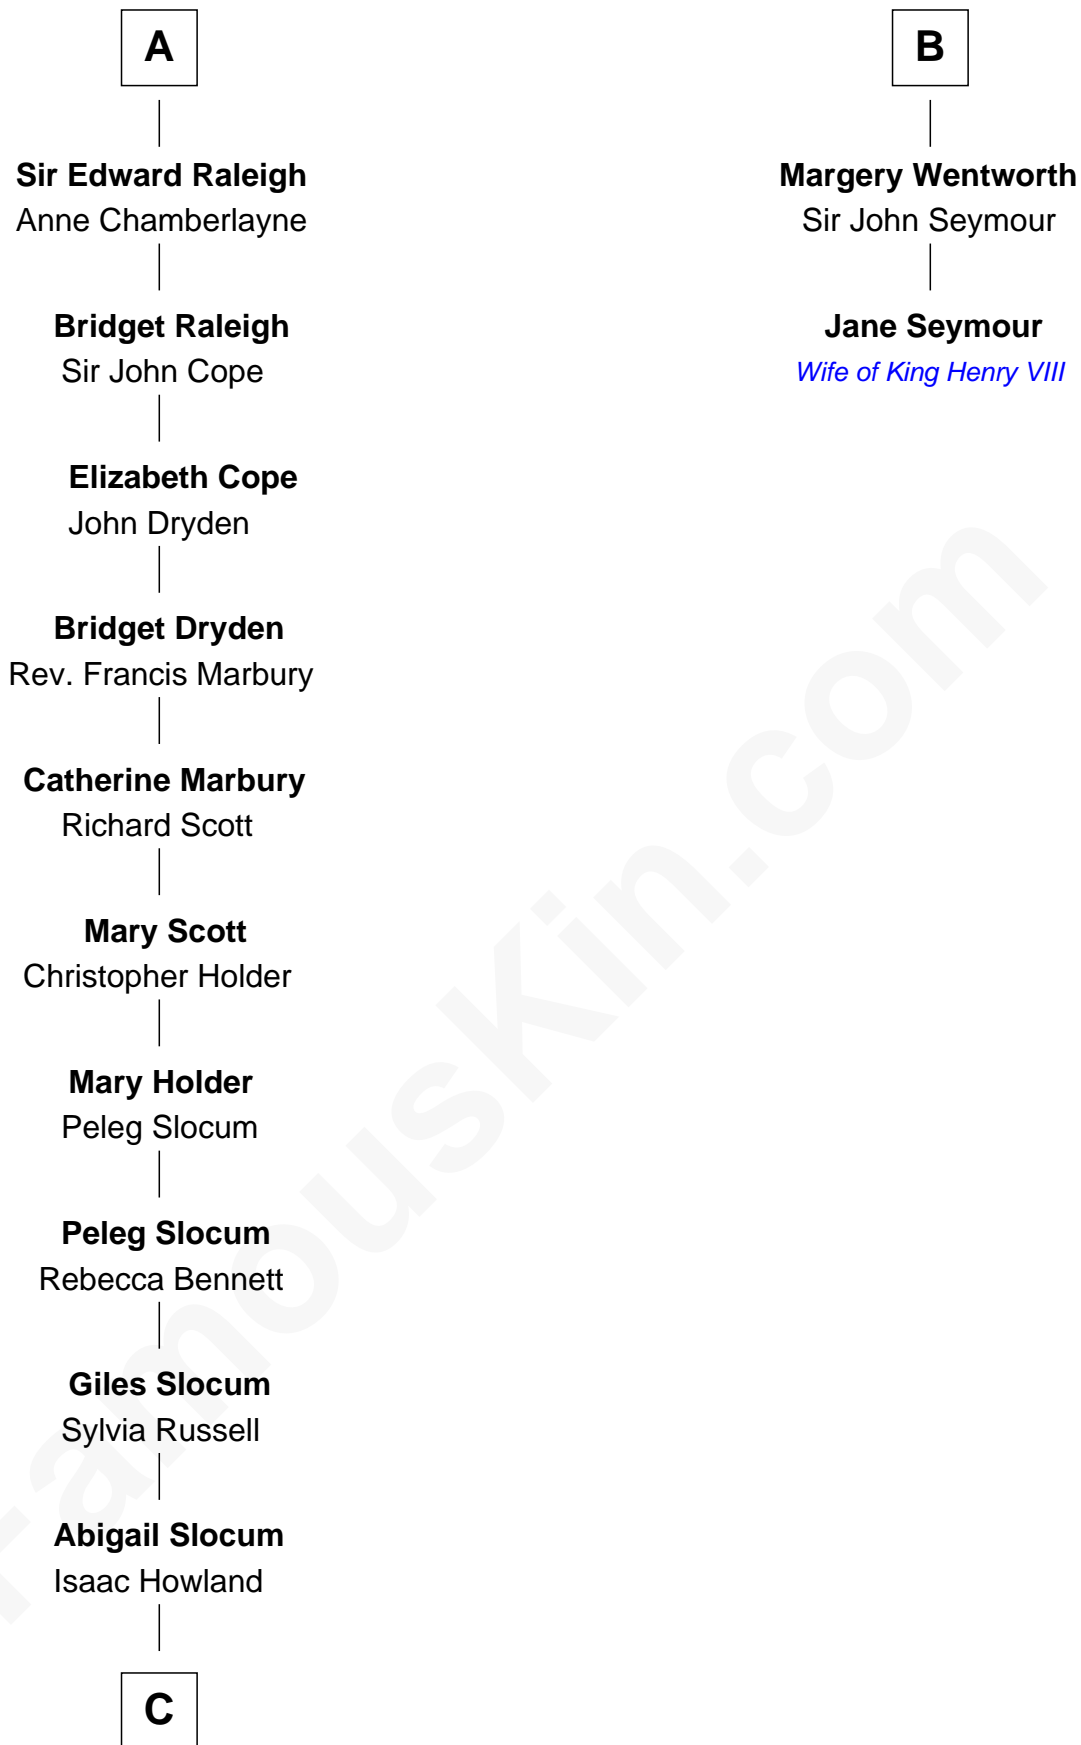 A
Sir Edward Raleigh
Anne Chamberlayne
Bridget Raleigh
Sir John Cope
Elizabeth Cope
John Dryden
Bridget Dryden
Rev. Francis Marbury
Catherine Marbury
Richard Scott
Mary Scott
Christopher Holder
Mary Holder
Peleg Slocum
Peleg Slocum
Rebecca Bennett
Giles Slocum
Sylvia Russell
Abigail Slocum
Isaac Howland
C
B
Margery Wentworth
Sir John Seymour
Jane Seymour
Wife of King Henry VIII
FamousKin.com